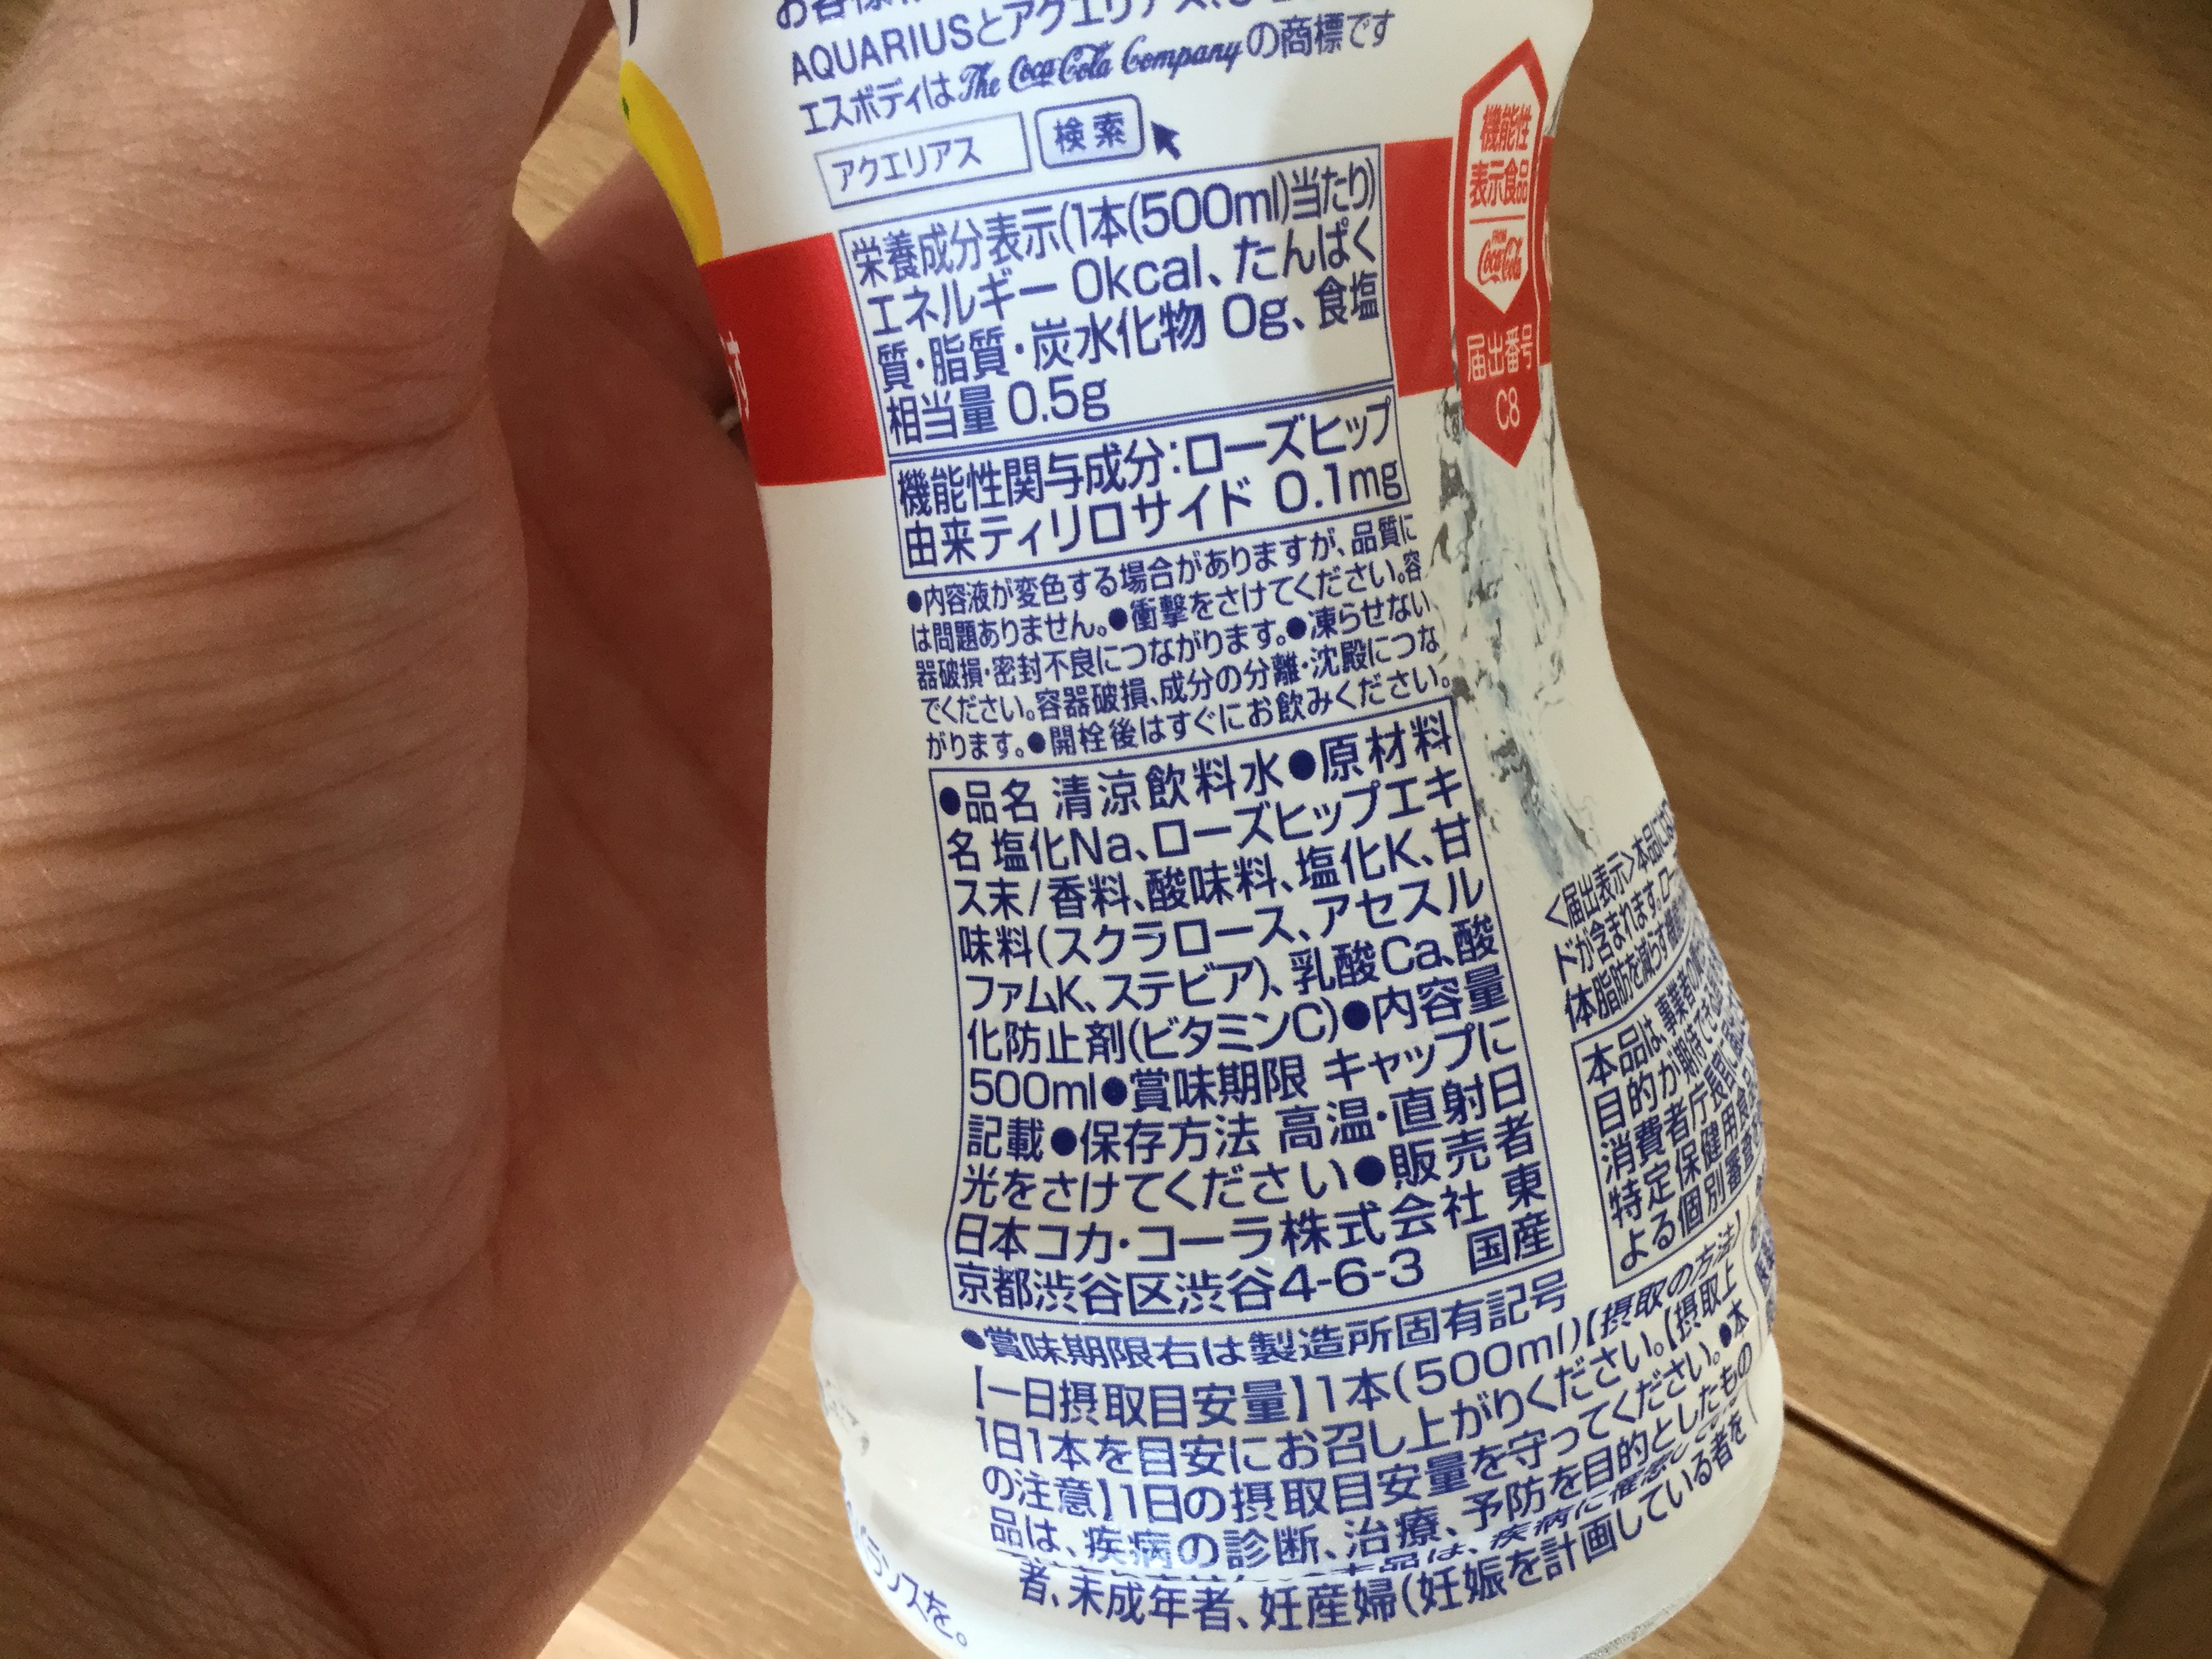 AQUARIUSとアクエリアス、
エスボディはThe Coca-Cola Companyの商標です
アクエリアス 検索
栄養成分表示(1本(500ml)当たり)
エネルギー 0kcal、たんぱく
質・脂質・炭水化物 0g、食塩
相当量 0.5g
機能性関与成分:ローズヒップ
由来ティリロサイド 0.1mg
●内容液が変色する場合がありますが、品質に
は問題ありません。●衝撃をさけてください。容
器破損・密封不良につながります。●凍らせない
でください。容器破損、成分の分離・沈殿につな
がります。●開栓後はすぐにお飲みください。
●品名 清涼飲料水●原材料
名 塩化Na、ローズヒップエキ
ス末/香料、酸味料、塩化K、甘
味料(スクラロース、アセスル
ファムK、ステビア)、乳酸Ca、酸
化防止剤(ビタミンC)●内容量
500ml●賞味期限 キャップに
記載●保存方法 高温・直射日
光をさけてください●販売者
日本コカ・コーラ株式会社 東
京都渋谷区渋谷4-6-3 国産
●賞味期限右は製造所固有記号
【一日摂取目安量】1本(500ml)【摂取の方法】
1日1本を目安にお召し上がりください。【摂取上
の注意】1日の摂取目安量を守ってください。●本
品は、疾病の診断、治療、予防を目的としたもの
者、未成年者、妊産婦(妊娠を計画している者を
機能性
表示食品
FROM
Coca-Cola
届出番号
C8
<届出表示>本品には
ドが含まれます。ロー
体脂肪を減らす機能
本品は、事業者の
目的が期待できる
消費者庁長官に
特定保健用食品
よる個別審査
ランスを。